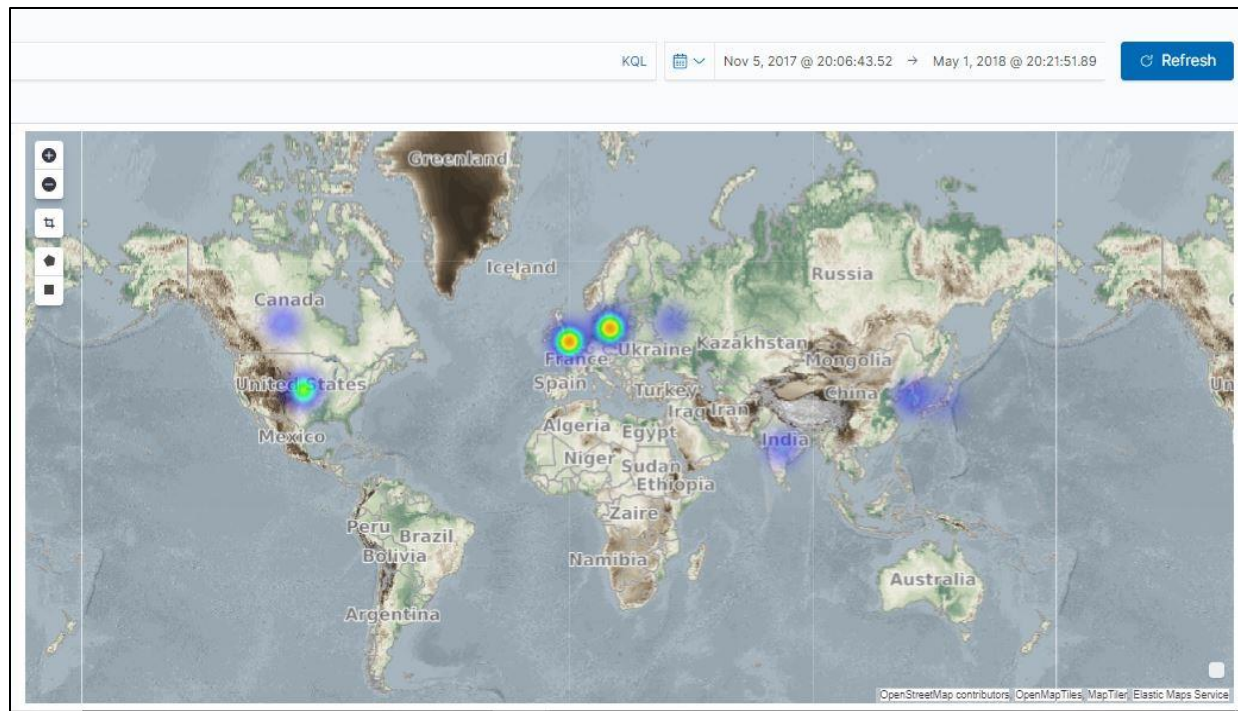 KQL Nov 5, 2017 @ 20:06:43.52 → May 1, 2018 @ 20:21:51.89 Refresh
Greenland
Iceland
Russia
Canada
France Ukraine Kazakhstan
Mongolia
United States Spain Turkey China
Iraq Iran
Mexico Algeria Egypt India
Niger Sudan
Ethiopia
Zaire
Peru Brazil
Bolivia Namibia
Australia
Argentina
Un
OpenStreetMap contributors, OpenMapTiles, MapTiler, Elastic Maps Service